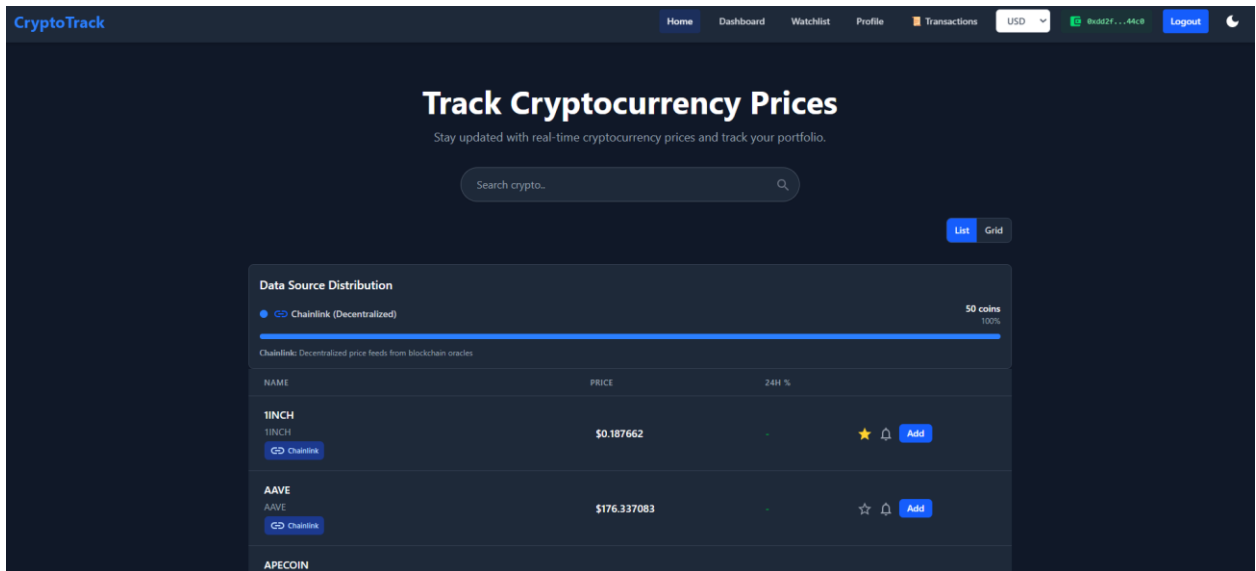 CryptoTrack Home Dashboard Watchlist Profile Transactions USD 0xdd2f...44c0 Logout
Track Cryptocurrency Prices
Stay updated with real-time cryptocurrency prices and track your portfolio.
Search crypto..
List Grid
Data Source Distribution
Chainlink (Decentralized) 50 coins
100%
Chainlink: Decentralized price feeds from blockchain oracles
NAME PRICE 24H %
1INCH
1INCH
Chainlink
$0.187662 - Add
AAVE
AAVE
Chainlink
$176.337083 - Add
APECOIN